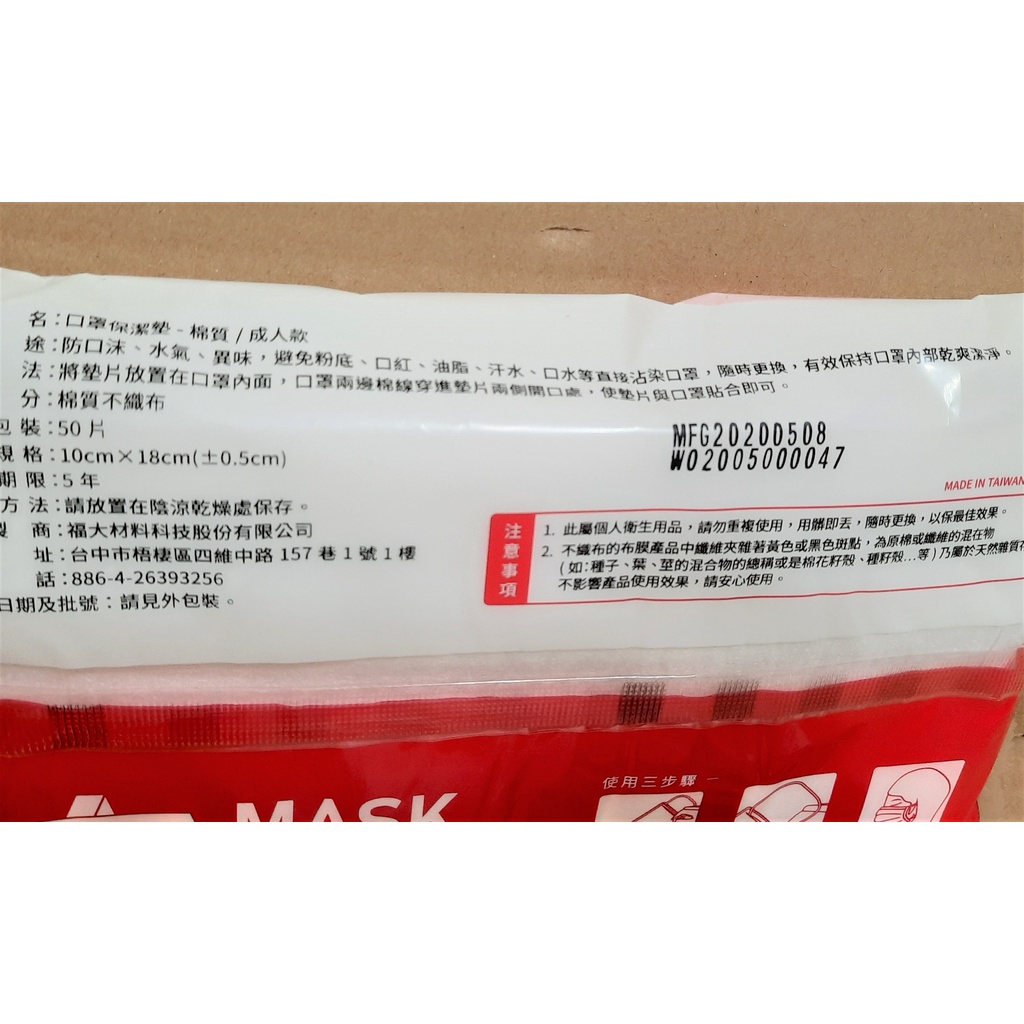 名：口罩保潔墊 - 棉質 / 成人款
途：防口沫、水氣、異味，避免粉底、口紅、油脂、汗水、口水等直接沾染口罩，隨時更換，有效保持口罩內部乾爽潔淨。
法：將墊片放置在口罩內面，口罩兩邊棉線穿進墊片兩側開口處，使墊片與口罩貼合即可。
分：棉質不織布
包 裝：50 片
規 格：10cm×18cm(±0.5cm)
期 限：5 年
方 法：請放置在陰涼乾燥處保存。
製 商：福大材料科技股份有限公司
址：台中市梧棲區四維中路 157 巷 1 號 1 樓
話：886-4-26393256
日期及批號：請見外包裝。
MFG20200508
W02005000047
MADE IN TAIWAN
注意事項
1. 此屬個人衛生用品，請勿重複使用，用髒即丟，隨時更換，以保最佳效果。
2. 不織布的布膜產品中纖維夾雜著黃色或黑色斑點，為原棉或纖維的混在物
(如:種子、葉、莖的混合物的總稱或是棉花籽殼、種籽殼...等)乃屬於天然雜質
不影響產品使用效果，請安心使用。
MASK
使用三步驟